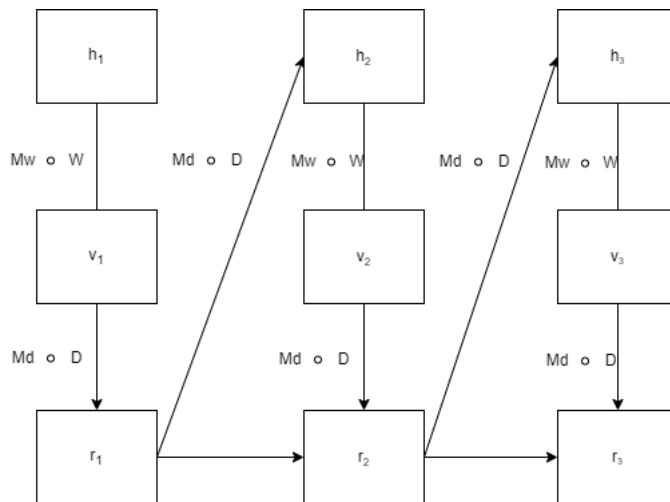 h₁ h₂ h₃
Mw ∘ W Md ∘ D Mw ∘ W Md ∘ D Mw ∘ W
v₁ v₂ v₃
Md ∘ D Md ∘ D Md ∘ D
r₁ r₂ r₃